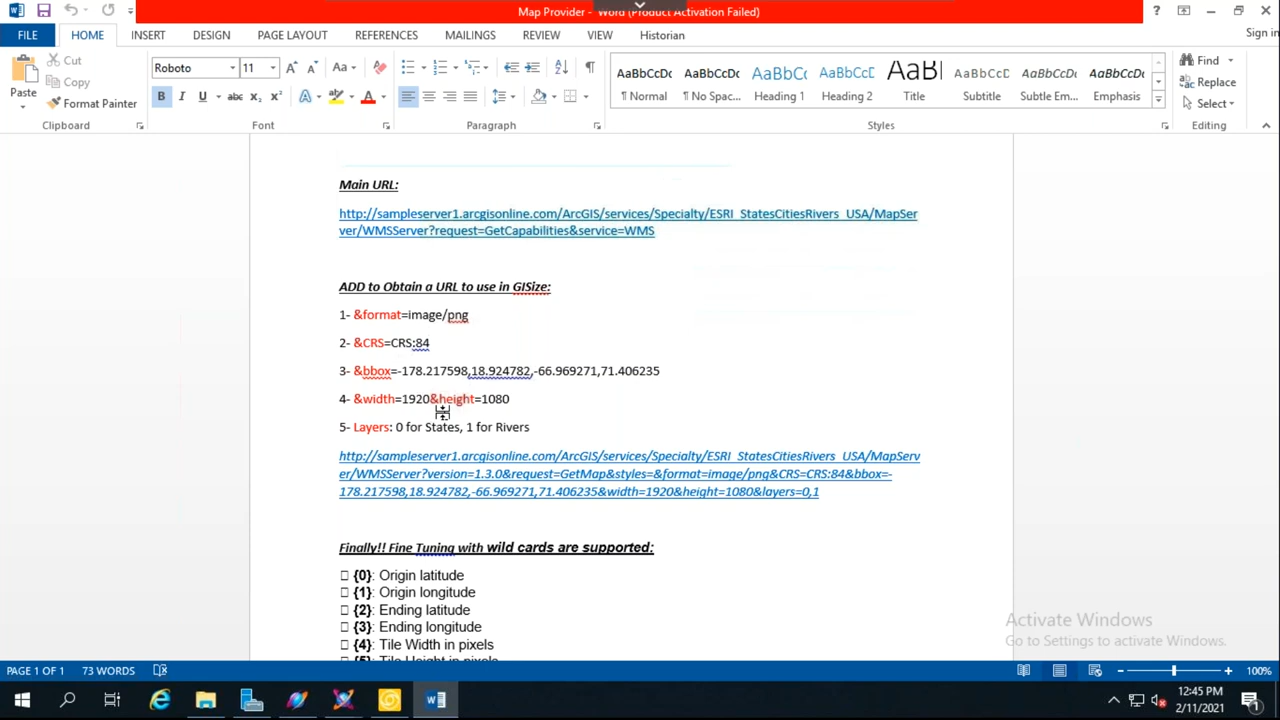 Map Provider - Word (Product Activation Failed)
FILE HOME INSERT DESIGN PAGE LAYOUT REFERENCES MAILINGS REVIEW VIEW Historian Sign in
Cut
Copy
Format Painter
Paste
Roboto 11
AaBbCcDc AaBbCcDc AaBbCc AaBbCcC AaBl AaBbCcD AaBbCcDc AaBbCcDc
¶ Normal ¶ No Spac... Heading 1 Heading 2 Title Subtitle Subtle Em... Emphasis
Find
Replace
Select
Clipboard Font Paragraph Styles Editing
Main URL:
http://sampleserver1.arcgisonline.com/ArcGIS/services/Specialty/ESRI_StatesCitiesRivers_USA/MapSer
ver/WMSServer?request=GetCapabilities&service=WMS
ADD to Obtain a URL to use in GISize:
1- &format=image/png
2- &CRS=CRS:84
3- &bbox=-178.217598,18.924782,-66.969271,71.406235
4- &width=1920&height=1080
5- Layers: 0 for States, 1 for Rivers
http://sampleserver1.arcgisonline.com/ArcGIS/services/Specialty/ESRI_StatesCitiesRivers_USA/MapServ
er/WMSServer?version=1.3.0&request=GetMap&styles=&format=image/png&CRS=CRS:84&bbox=-
178.217598,18.924782,-66.969271,71.406235&width=1920&height=1080&layers=0,1
Finally!! Fine Tuning with wild cards are supported:
{0}: Origin latitude
{1}: Origin longitude
{2}: Ending latitude
{3}: Ending longitude
{4}: Tile Width in pixels
{5}: Tile Height in pixels
Activate Windows
Go to Settings to activate Windows.
PAGE 1 OF 1 73 WORDS 100%
12:45 PM
2/11/2021